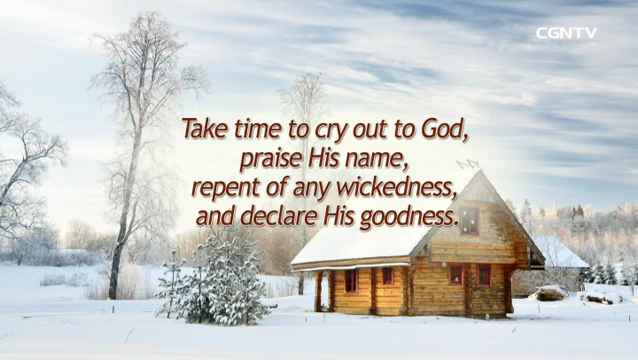 CGNTV
Take time to cry out to God,
praise His name,
repent of any wickedness,
and declare His goodness.